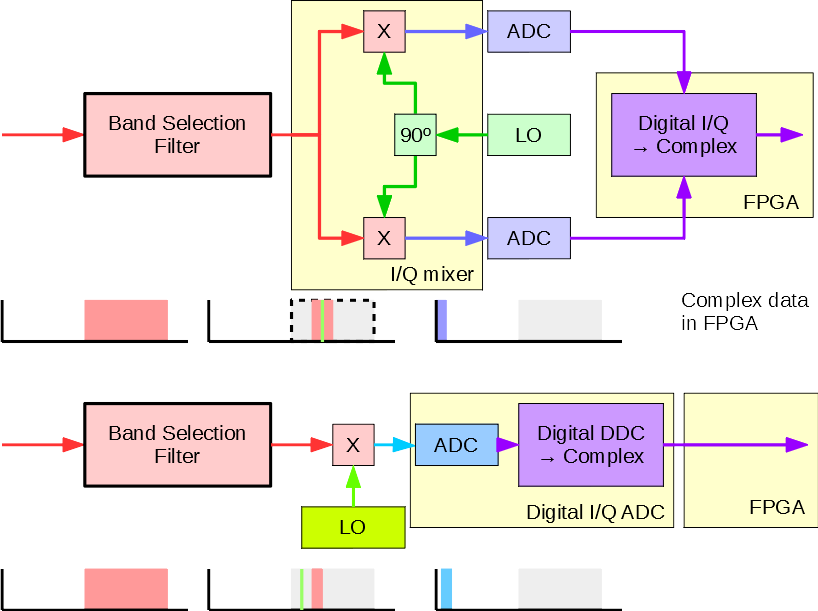 X
ADC
Band Selection
Filter
90º
LO
Digital I/Q
→ Complex
FPGA
X
ADC
I/Q mixer
Complex data
in FPGA
Band Selection
Filter
X
ADC
Digital DDC
→ Complex
LO
Digital I/Q ADC
FPGA